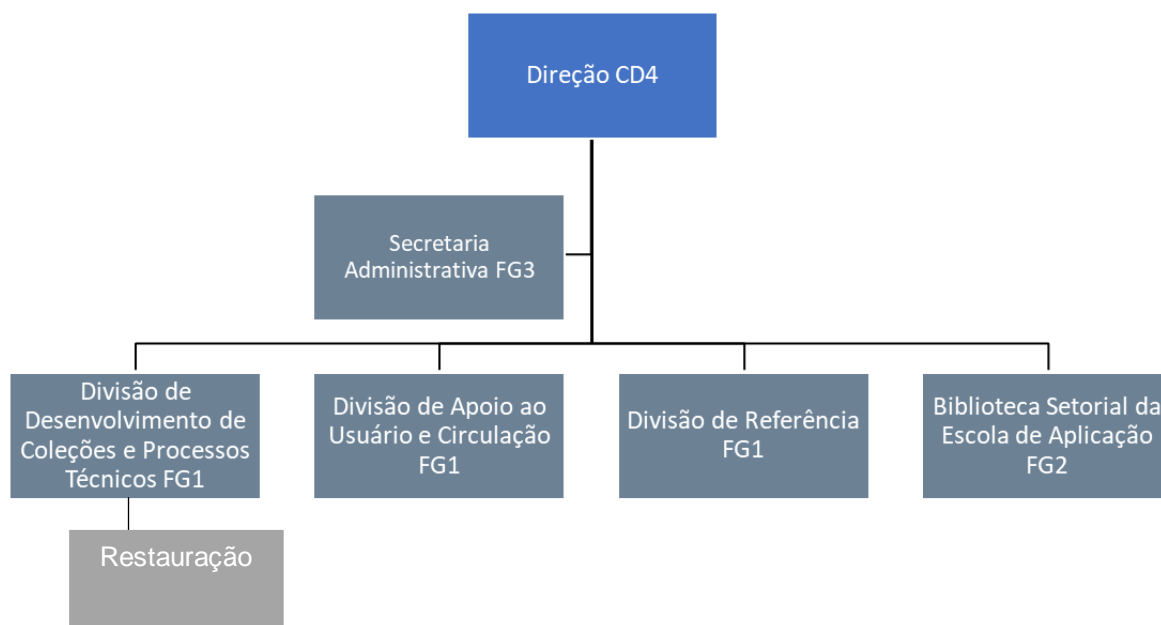 Direção CD4
Secretaria
Administrativa FG3
Divisão de
Desenvolvimento de
Coleções e Processos
Técnicos FG1
Divisão de Apoio ao
Usuário e Circulação
FG1
Divisão de Referência
FG1
Biblioteca Setorial da
Escola de Aplicação
FG2
Restauração